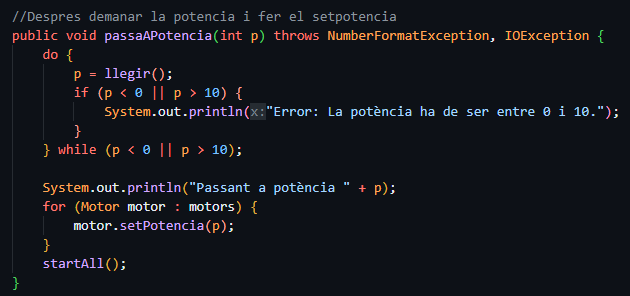 //Despres demanar la potencia i fer el setpotencia
public void passaAPotencia(int p) throws NumberFormatException, IOException {
    do {
        p = llegir();
        if (p < 0 || p > 10) {
            System.out.println(x:"Error: La potència ha de ser entre 0 i 10.");
        }
    } while (p < 0 || p > 10);

    System.out.println("Passant a potència " + p);
    for (Motor motor : motors) {
        motor.setPotencia(p);
    }
    startAll();
}